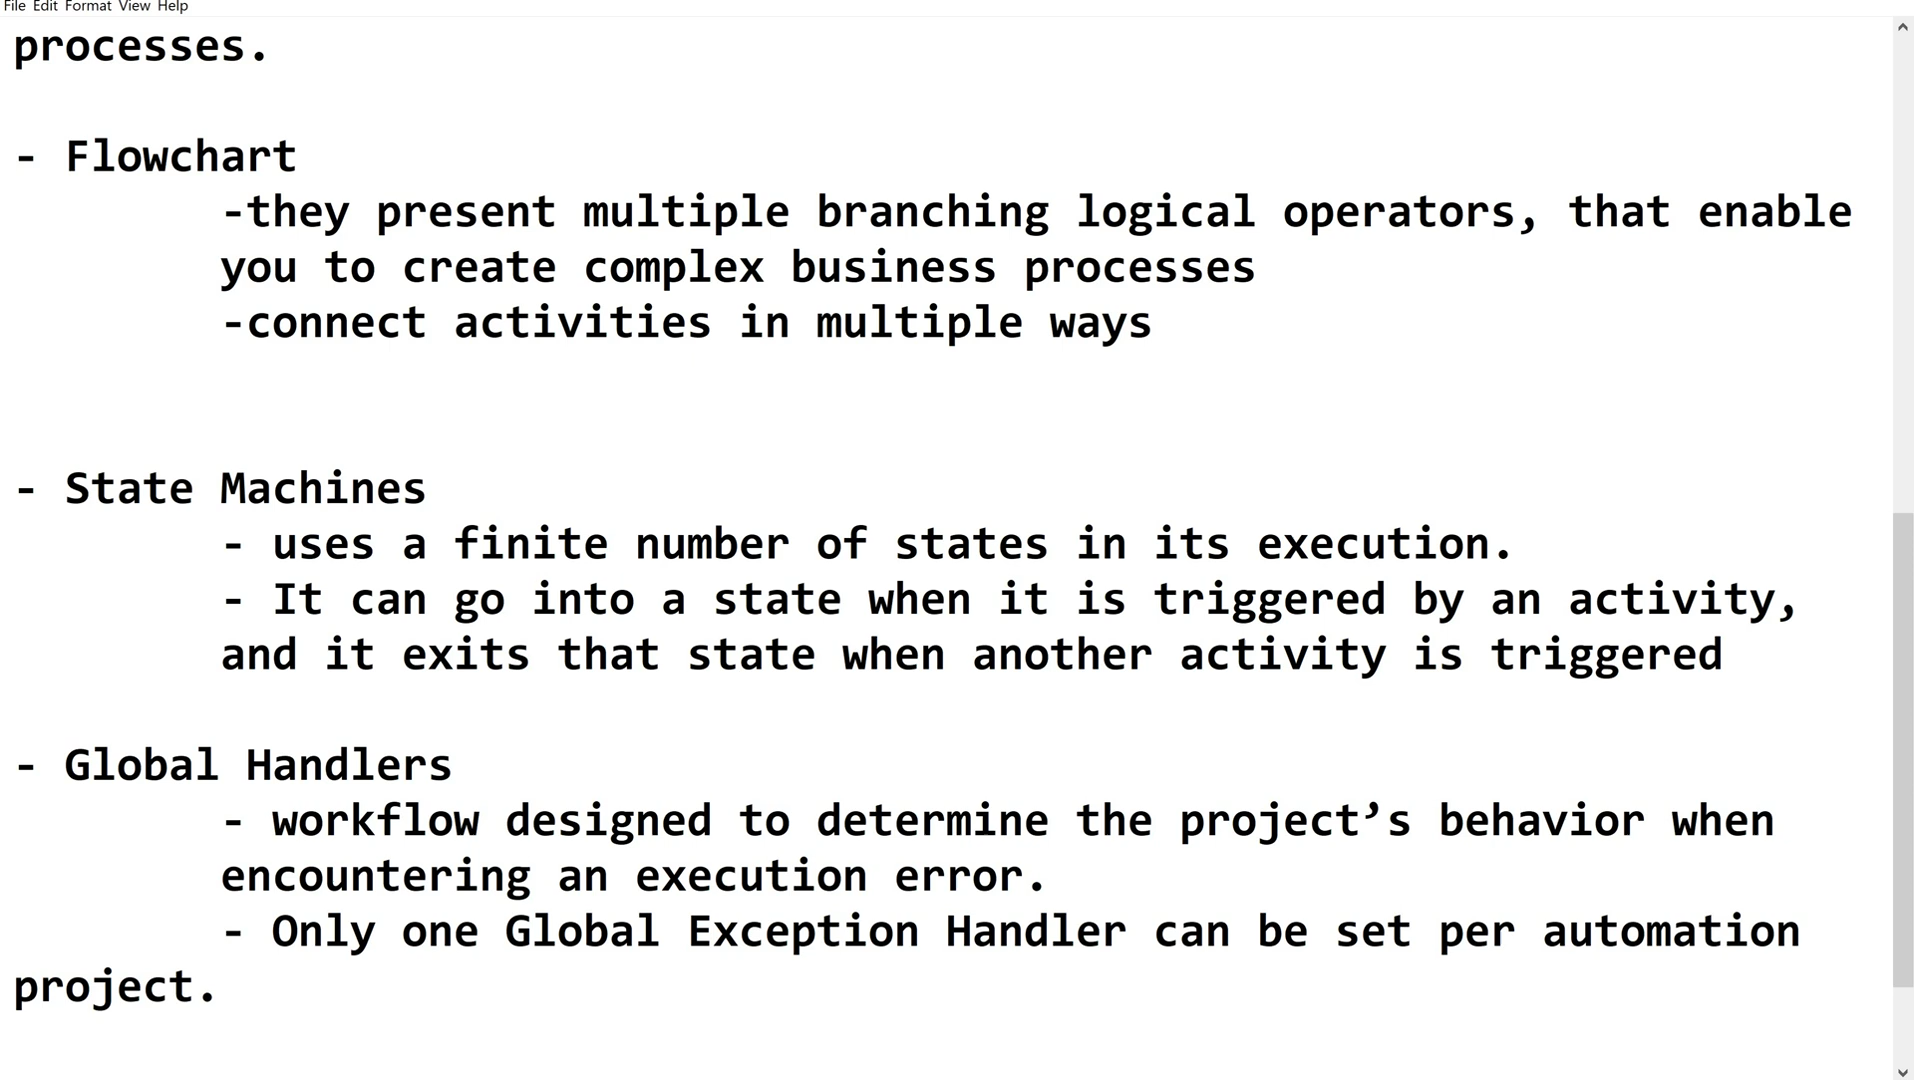 File Edit Format View Help
processes.
- Flowchart
-they present multiple branching logical operators, that enable
you to create complex business processes
-connect activities in multiple ways
- State Machines
- uses a finite number of states in its execution.
- It can go into a state when it is triggered by an activity,
and it exits that state when another activity is triggered
- Global Handlers
- workflow designed to determine the project’s behavior when
encountering an execution error.
- Only one Global Exception Handler can be set per automation
project.